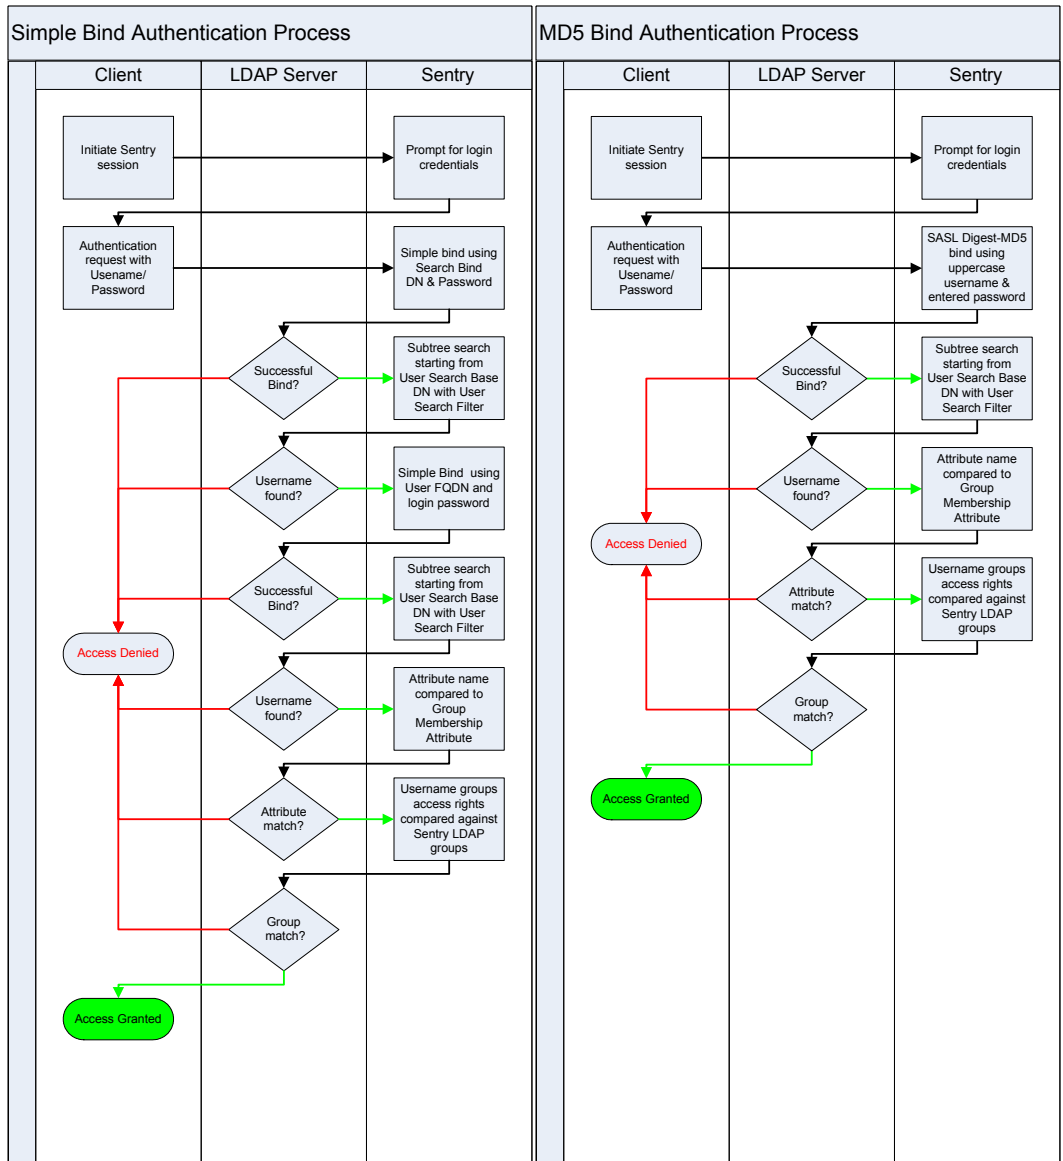 Simple Bind Authentication Process
Client
LDAP Server
Sentry
Initiate Sentry
session
Prompt for login
credentials
Authentication
request with
Usename/
Password
Simple bind using
Search Bind
DN & Password
Successful
Bind?
Subtree search
starting from
User Search Base
DN with User
Search Filter
Username
found?
Simple Bind  using
User FQDN and
login password
Successful
Bind?
Subtree search
starting from
User Search Base
DN with User
Search Filter
Access Denied
Username
found?
Attribute name
compared to
Group
Membership
Attribute
Attribute
match?
Username groups
access rights
compared against
Sentry LDAP
groups
Group
match?
Access Granted
MD5 Bind Authentication Process
Client
LDAP Server
Sentry
Initiate Sentry
session
Prompt for login
credentials
Authentication
request with
Usename/
Password
SASL Digest-MD5
bind using
uppercase
username &
entered password
Successful
Bind?
Subtree search
starting from
User Search Base
DN with User
Search Filter
Username
found?
Attribute name
compared to
Group
Membership
Attribute
Access Denied
Attribute
match?
Username groups
access rights
compared against
Sentry LDAP
groups
Group
match?
Access Granted